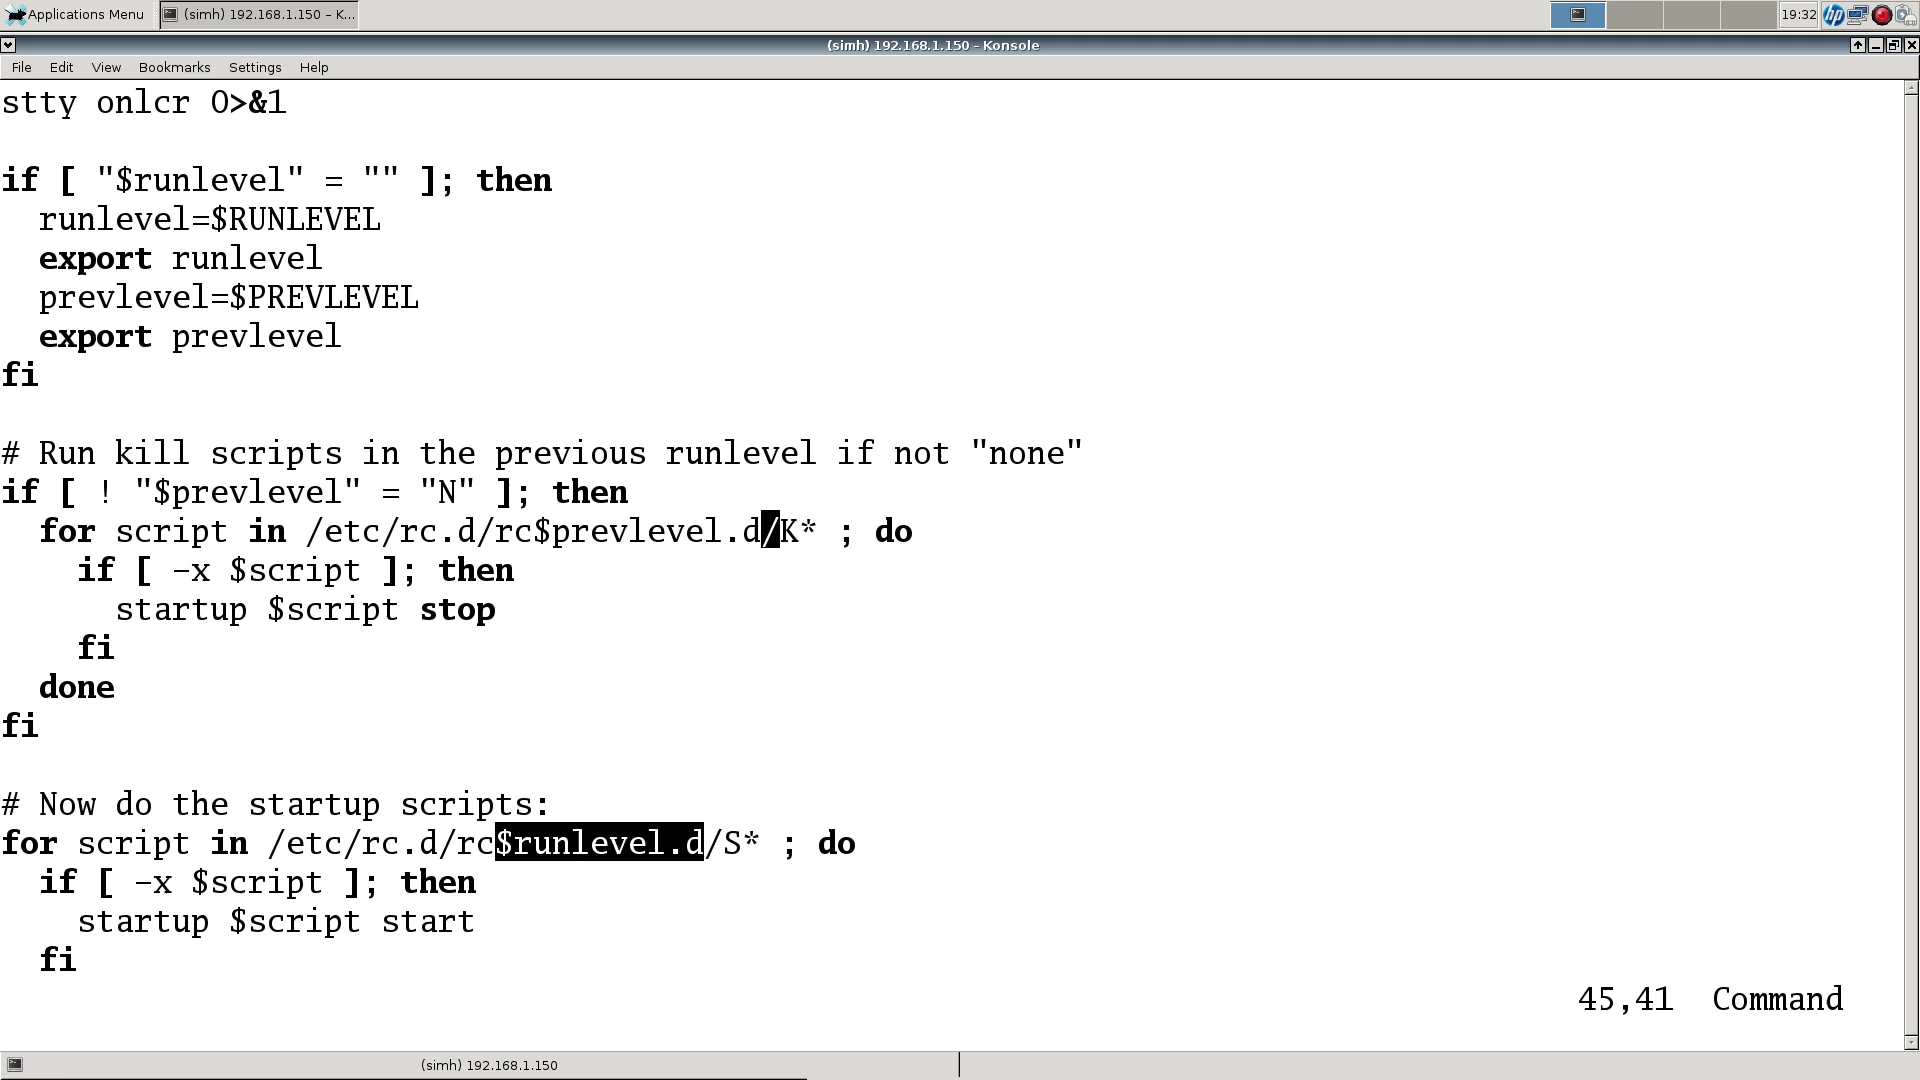 Applications Menu
(simh) 192.168.1.150 – K...
19:32
(simh) 192.168.1.150 – Konsole
File Edit View Bookmarks Settings Help
stty onlcr 0>&1
if [ "$runlevel" = "" ]; then
  runlevel=$RUNLEVEL
  export runlevel
  prevlevel=$PREVLEVEL
  export prevlevel
fi
# Run kill scripts in the previous runlevel if not "none"
if [ ! "$prevlevel" = "N" ]; then
  for script in /etc/rc.d/rc$prevlevel.d/K* ; do
    if [ -x $script ]; then
      startup $script stop
    fi
  done
fi
# Now do the startup scripts:
for script in /etc/rc.d/rc$runlevel.d/S* ; do
  if [ -x $script ]; then
    startup $script start
  fi
45,41  Command
(simh) 192.168.1.150